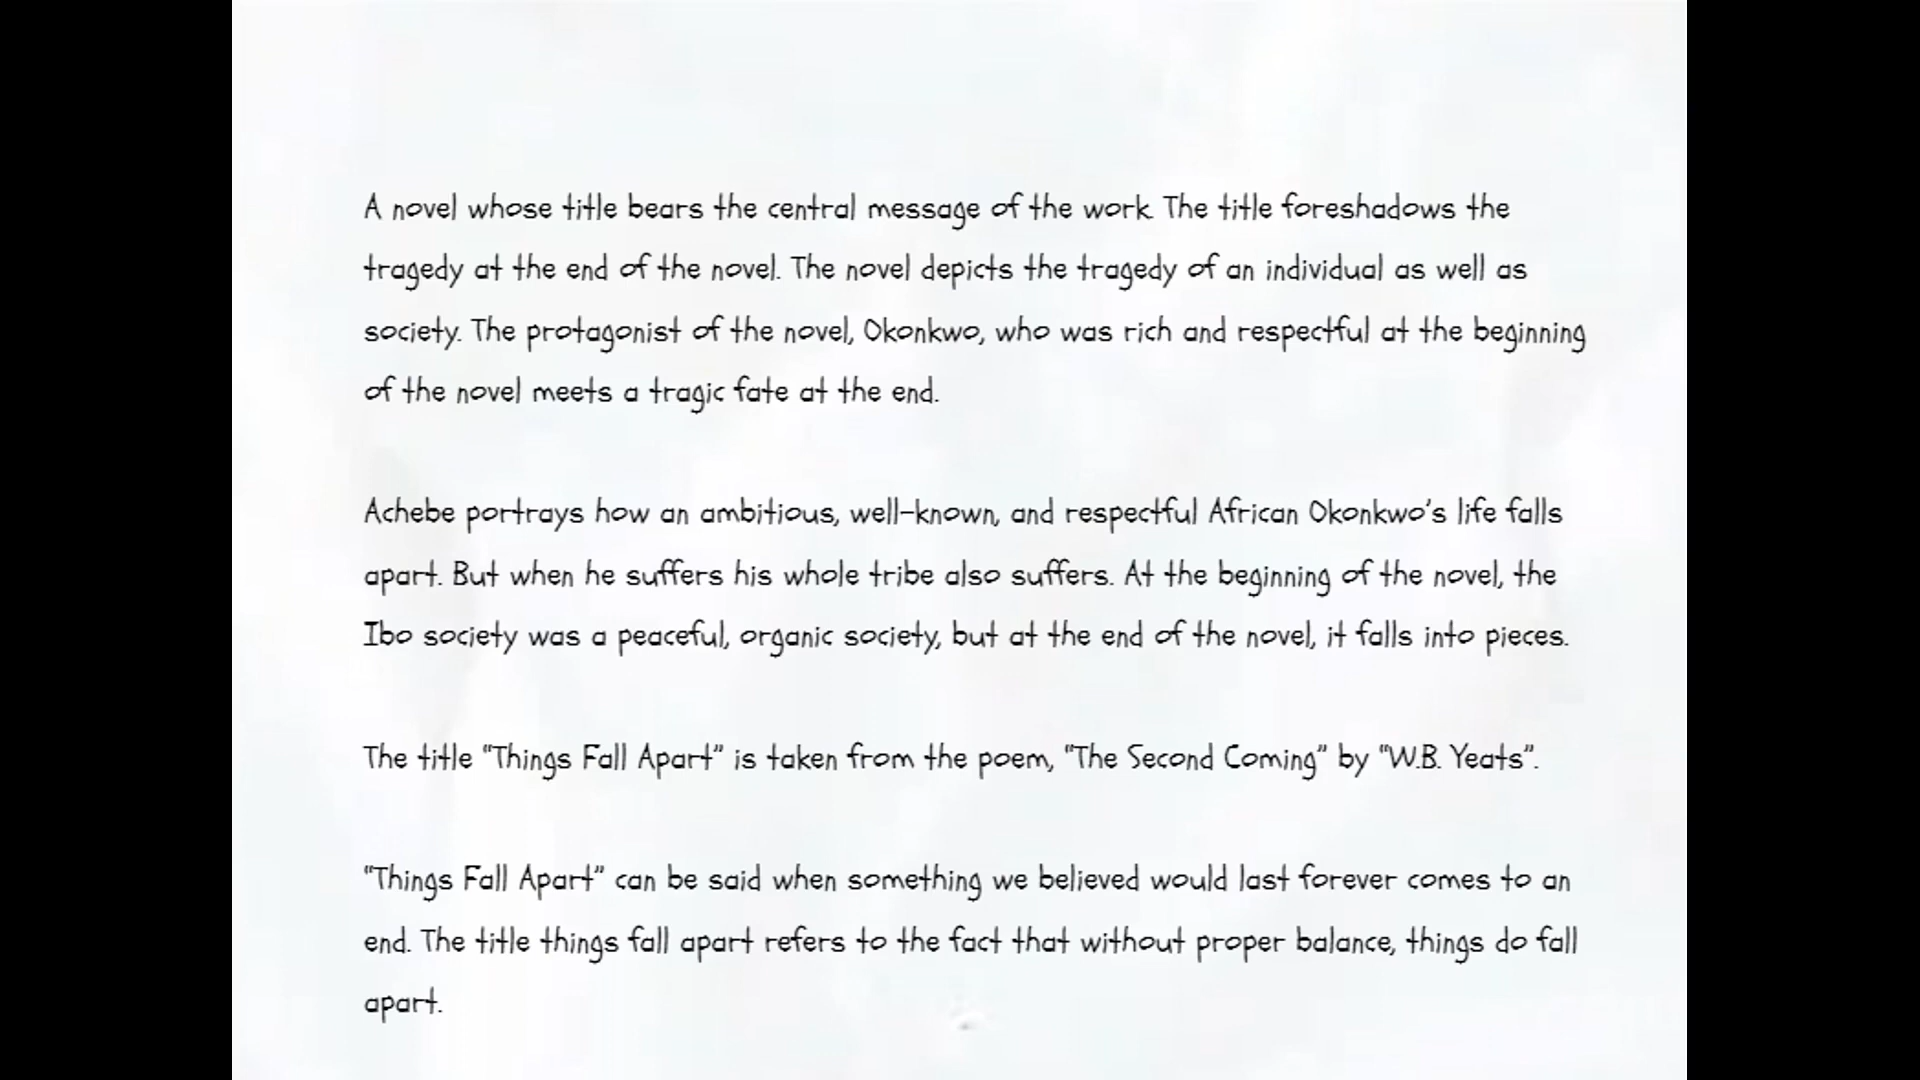 A novel whose title bears the central message of the work. The title foreshadows the
tragedy at the end of the novel. The novel depicts the tragedy of an individual as well as
society. The protagonist of the novel, Okonkwo, who was rich and respectful at the beginning
of the novel meets a tragic fate at the end.
Achebe portrays how an ambitious, well-known, and respectful African Okonkwo's life falls
apart. But when he suffers his whole tribe also suffers. At the beginning of the novel, the
Ibo society was a peaceful, organic society, but at the end of the novel, it falls into pieces.
The title “Things Fall Apart” is taken from the poem, “The Second Coming” by “W.B. Yeats”.
“Things Fall Apart” can be said when something we believed would last forever comes to an
end. The title things fall apart refers to the fact that without proper balance, things do fall
apart.